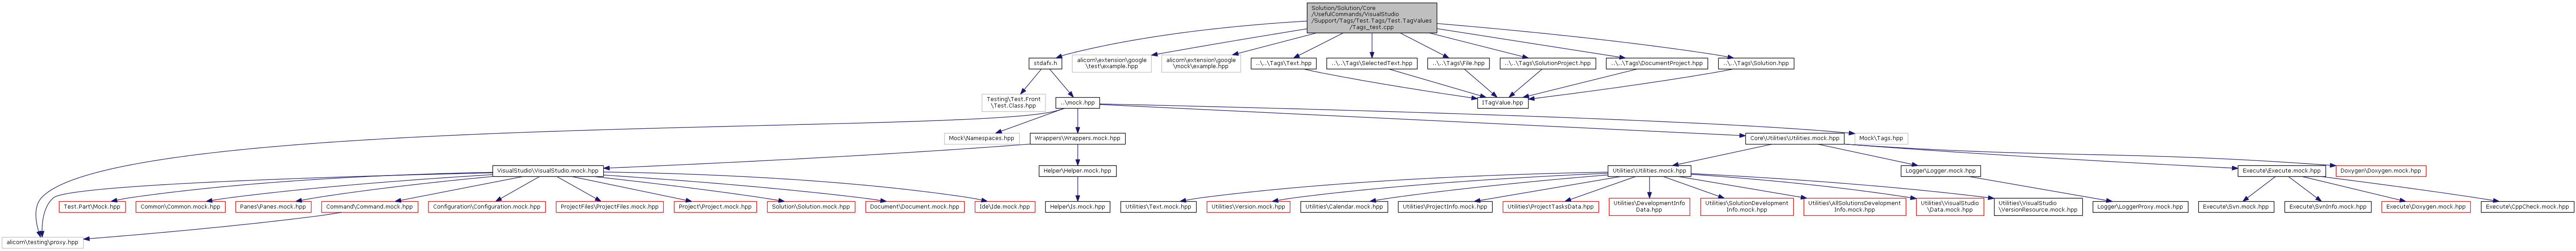 Solution/Solution/Core
/UsefulCommands/VisualStudio
/Support/Tags/Test.Tags/Test.TagValues
/Tags_test.cpp
stdafx.h
alicorn\extension\google
\test\example.hpp
alicorn\extension\google
\mock\example.hpp
..\..\Tags\Text.hpp
..\..\Tags\SelectedText.hpp
..\..\Tags\File.hpp
..\..\Tags\SolutionProject.hpp
..\..\Tags\DocumentProject.hpp
..\..\Tags\Solution.hpp
Testing\Test.Front
\Test.Class.hpp
..\mock.hpp
ITagValue.hpp
Mock\Namespaces.hpp
Wrappers\Wrappers.mock.hpp
Core\Utilities\Utilities.mock.hpp
Mock\Tags.hpp
VisualStudio\VisualStudio.mock.hpp
Helper\Helper.mock.hpp
Utilities\Utilities.mock.hpp
Logger\Logger.mock.hpp
Execute\Execute.mock.hpp
Doxygen\Doxygen.mock.hpp
Test.Part\Mock.hpp
Common\Common.mock.hpp
Panes\Panes.mock.hpp
Command\Command.mock.hpp
Configuration\Configuration.mock.hpp
ProjectFiles\ProjectFiles.mock.hpp
Project\Project.mock.hpp
Solution\Solution.mock.hpp
Document\Document.mock.hpp
Ide\Ide.mock.hpp
Helper\Is.mock.hpp
Utilities\Text.mock.hpp
Utilities\Version.mock.hpp
Utilities\Calendar.mock.hpp
Utilities\ProjectInfo.mock.hpp
Utilities\ProjectTasksData.hpp
Utilities\DevelopmentInfo
Data.hpp
Utilities\SolutionDevelopment
Info.mock.hpp
Utilities\AllSolutionsDevelopment
Info.mock.hpp
Utilities\VisualStudio
\Data.mock.hpp
Utilities\VisualStudio
\VersionResource.mock.hpp
Logger\LoggerProxy.mock.hpp
Execute\Svn.mock.hpp
Execute\SvnInfo.mock.hpp
Execute\Doxygen.mock.hpp
Execute\CppCheck.mock.hpp
alicorn\testing\proxy.hpp